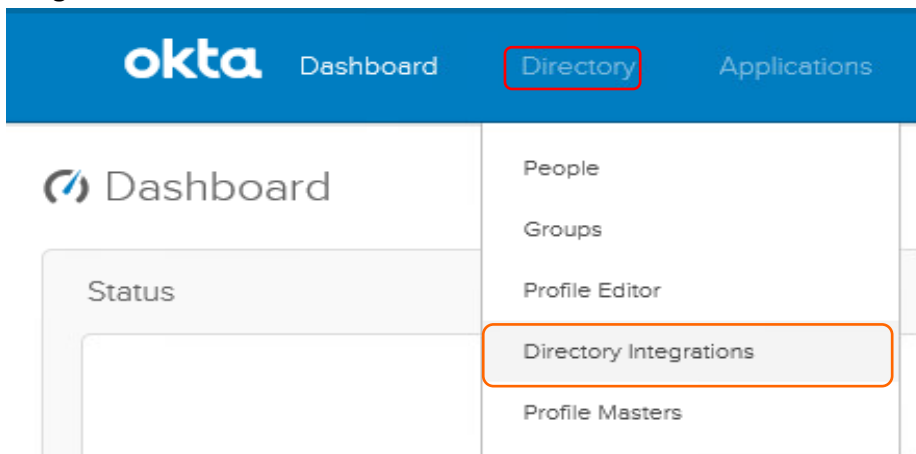 okta Dashboard Directory Applications
Dashboard
Status
People
Groups
Profile Editor
Directory Integrations
Profile Masters